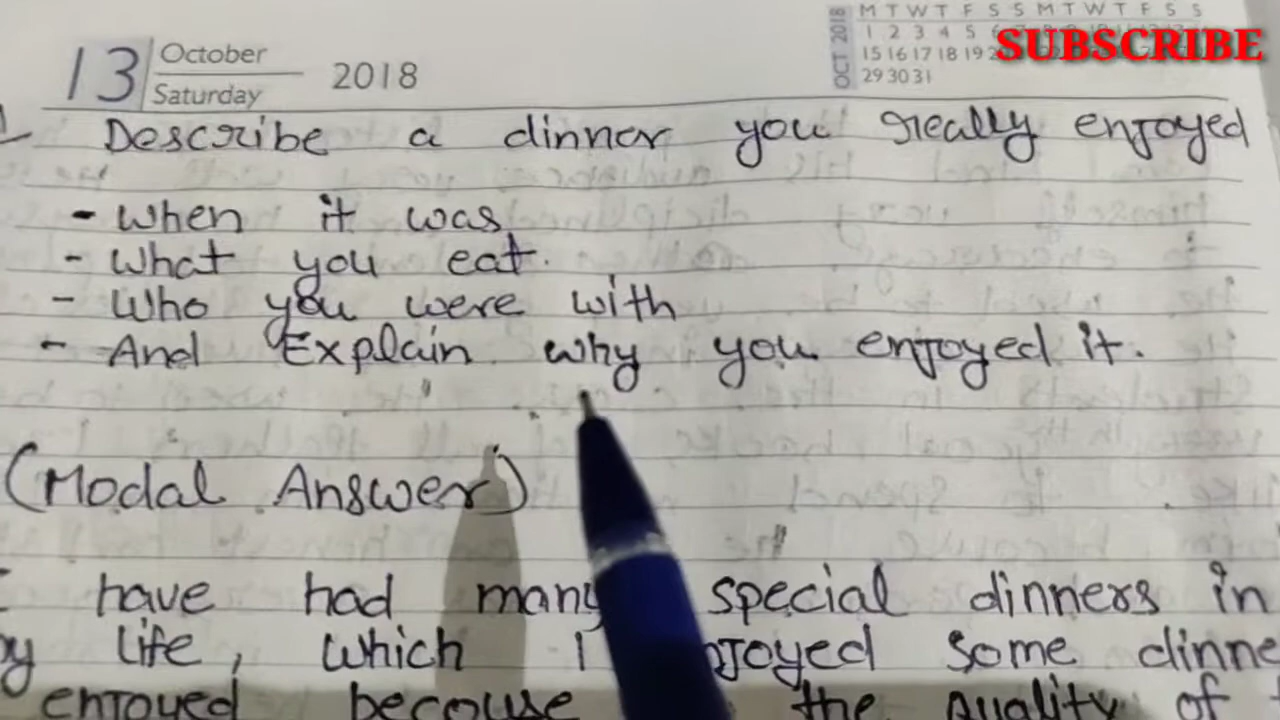 M T W T F S S M T W T F S S
13 October 2018
Saturday
OCT 2018
1 2 3 4 5
15 16 17 18 19
29 30 31
SUBSCRIBE
Describe a dinner you really enjoyed
- When it was
- What you eat.
- Who you were with
- And Explain why you enjoyed it.
(Modal Answer)
have had many special dinners in
life, which I enjoyed some
enjoyed becouse the quality of